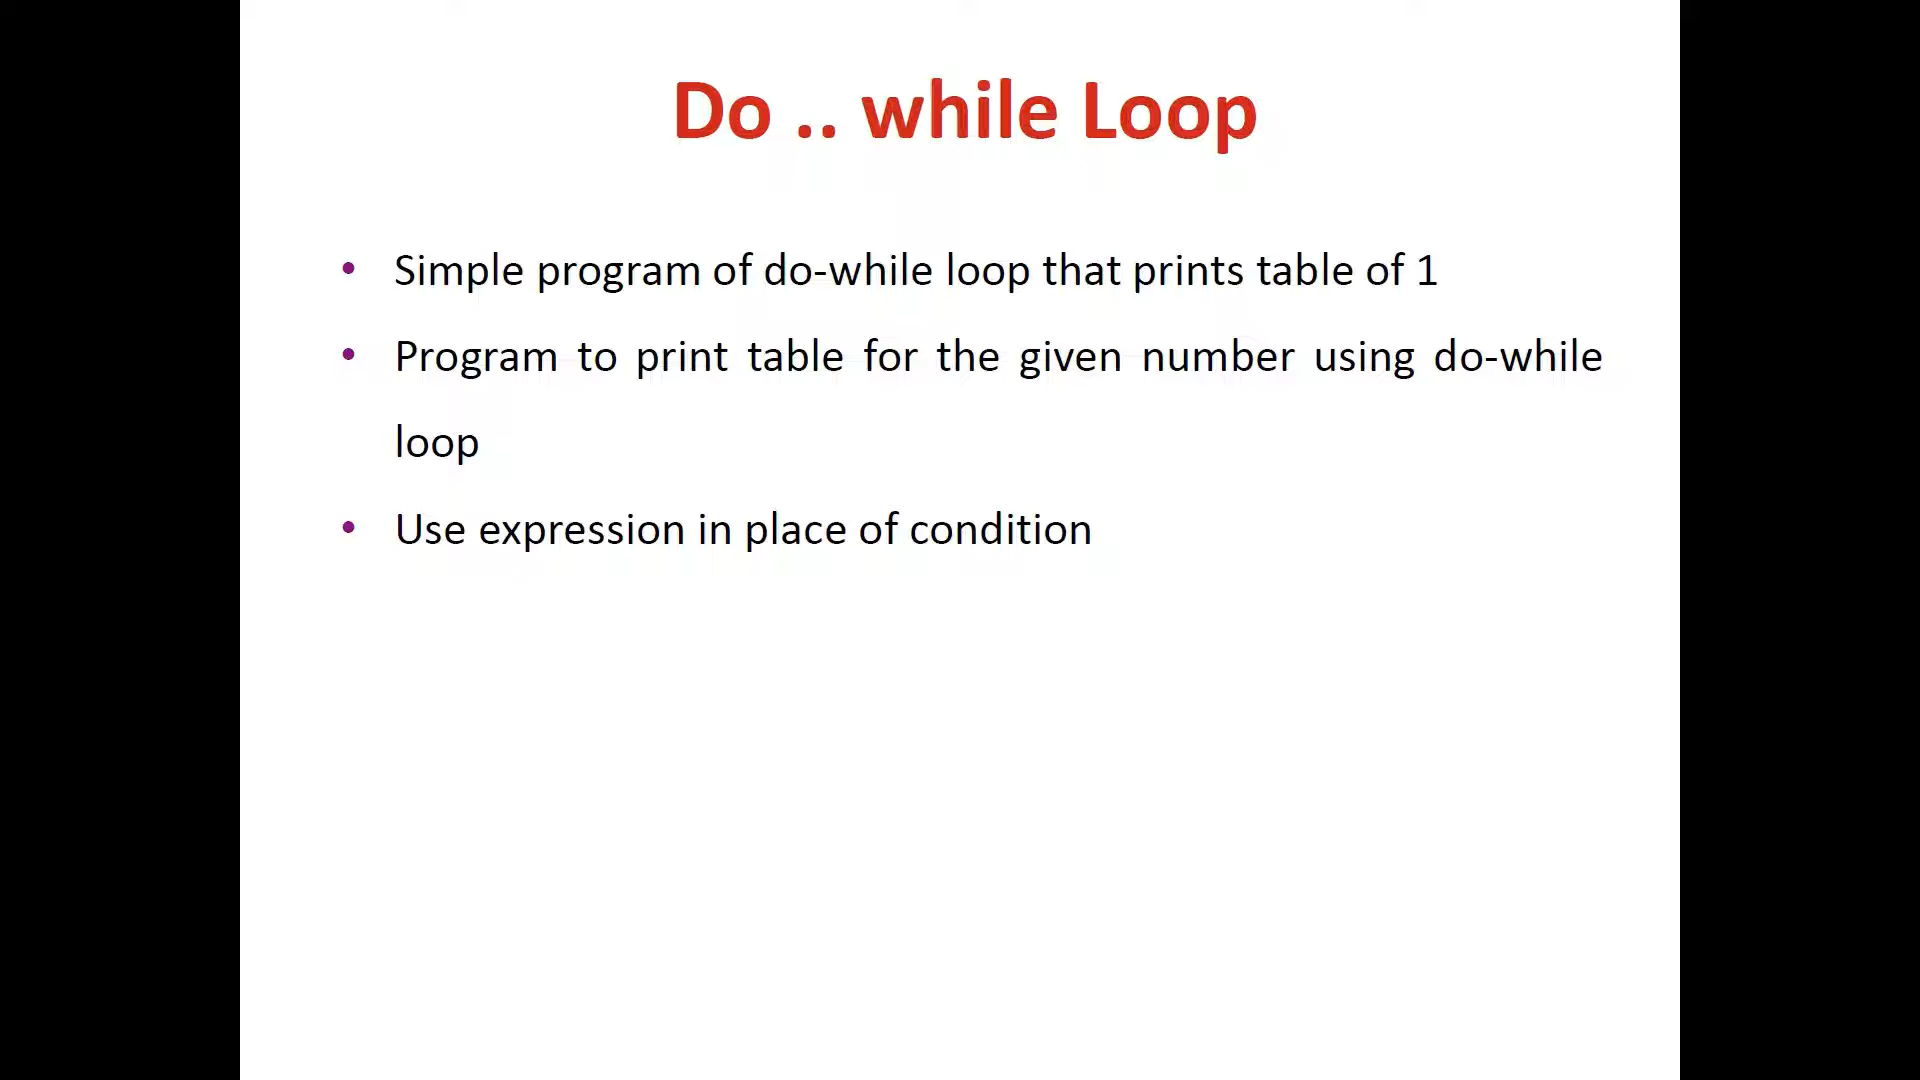 Do .. while Loop
• Simple program of do-while loop that prints table of 1
• Program to print table for the given number using do-while
loop
• Use expression in place of condition